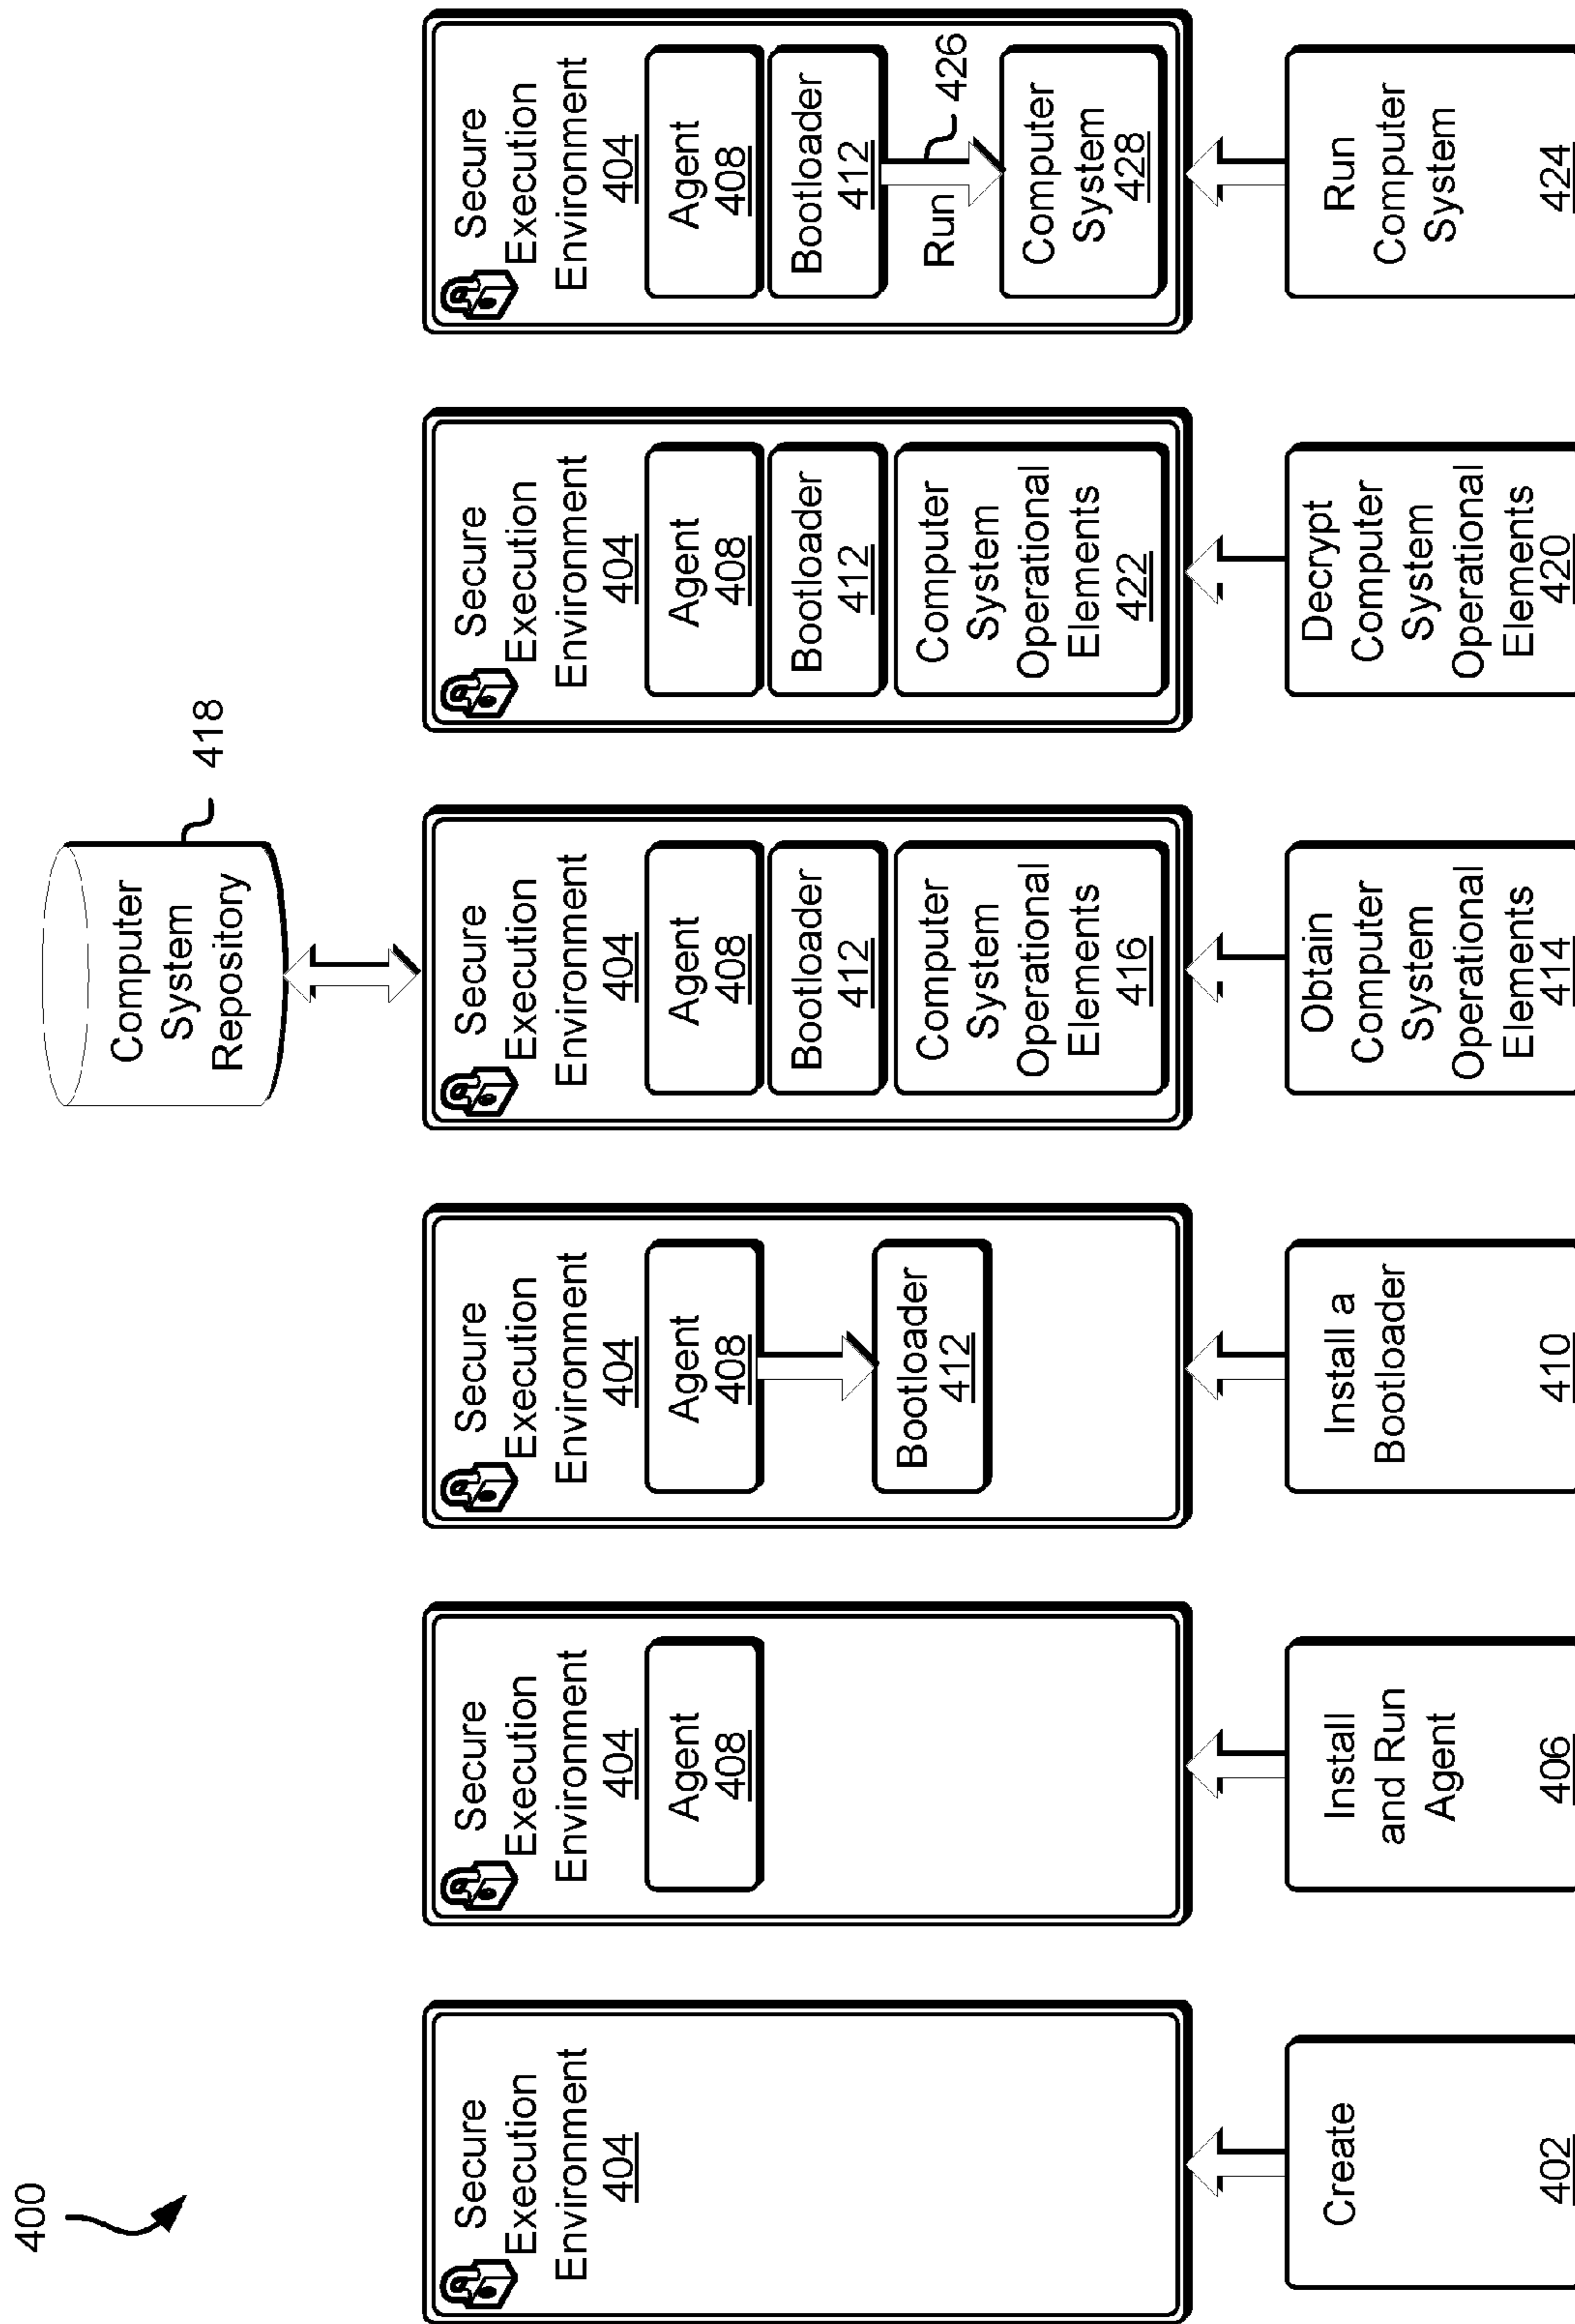 400
Computer
System
Repository
418
Secure
Execution
Environment
404
Secure
Execution
Environment
404
Agent
408
Secure
Execution
Environment
404
Agent
408
Bootloader
412
Secure
Execution
Environment
404
Agent
408
Bootloader
412
Computer
System
Operational
Elements
416
Secure
Execution
Environment
404
Agent
408
Bootloader
412
Computer
System
Operational
Elements
422
Secure
Execution
Environment
404
Agent
408
Bootloader
412
Run
426
Computer
System
428
Create
402
Install
and Run
Agent
406
Install a
Bootloader
410
Obtain
Computer
System
Operational
Elements
414
Decrypt
Computer
System
Operational
Elements
420
Run
Computer
System
424